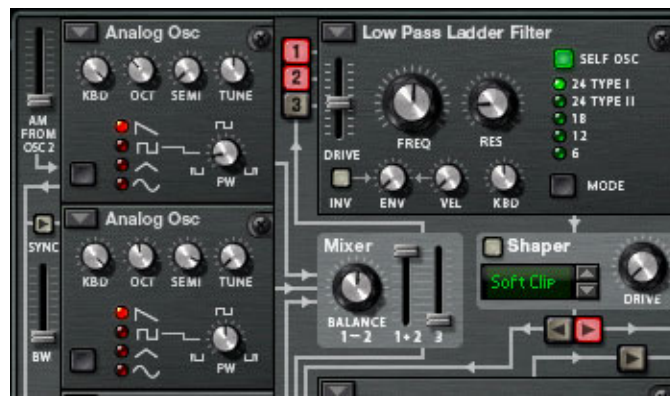 Analog Osc
KBD OCT SEMI TUNE
AM
FROM
OSC 2
PW
SYNC
BW
Analog Osc
KBD OCT SEMI TUNE
PW
1
2
3
Low Pass Ladder Filter
DRIVE
FREQ
RES
SELF OSC
24 TYPE I
24 TYPE II
18
12
6
MODE
INV ENV VEL KBD
Mixer
BALANCE
1-2
1+2 3
Shaper
Soft Clip
DRIVE